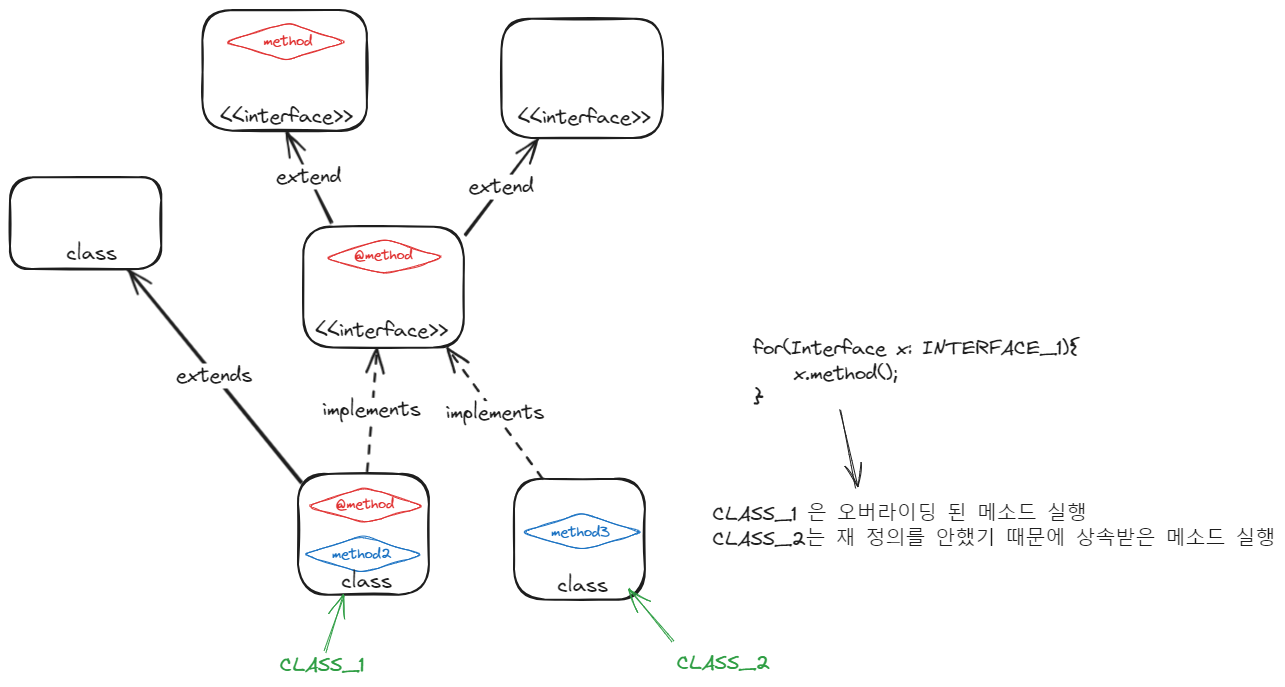 method
<<interface>>
<<interface>>
extend
extend
class
@method
<<interface>>
extends
implements
implements
for(Interface x: INTERFACE_1){
x.method();
}
@method
method2
class
method3
class
CLASS_1 은 오버라이딩 된 메소드 실행
CLASS_2는 재 정의를 안했기 때문에 상속받은 메소드 실행
CLASS_1
CLASS_2